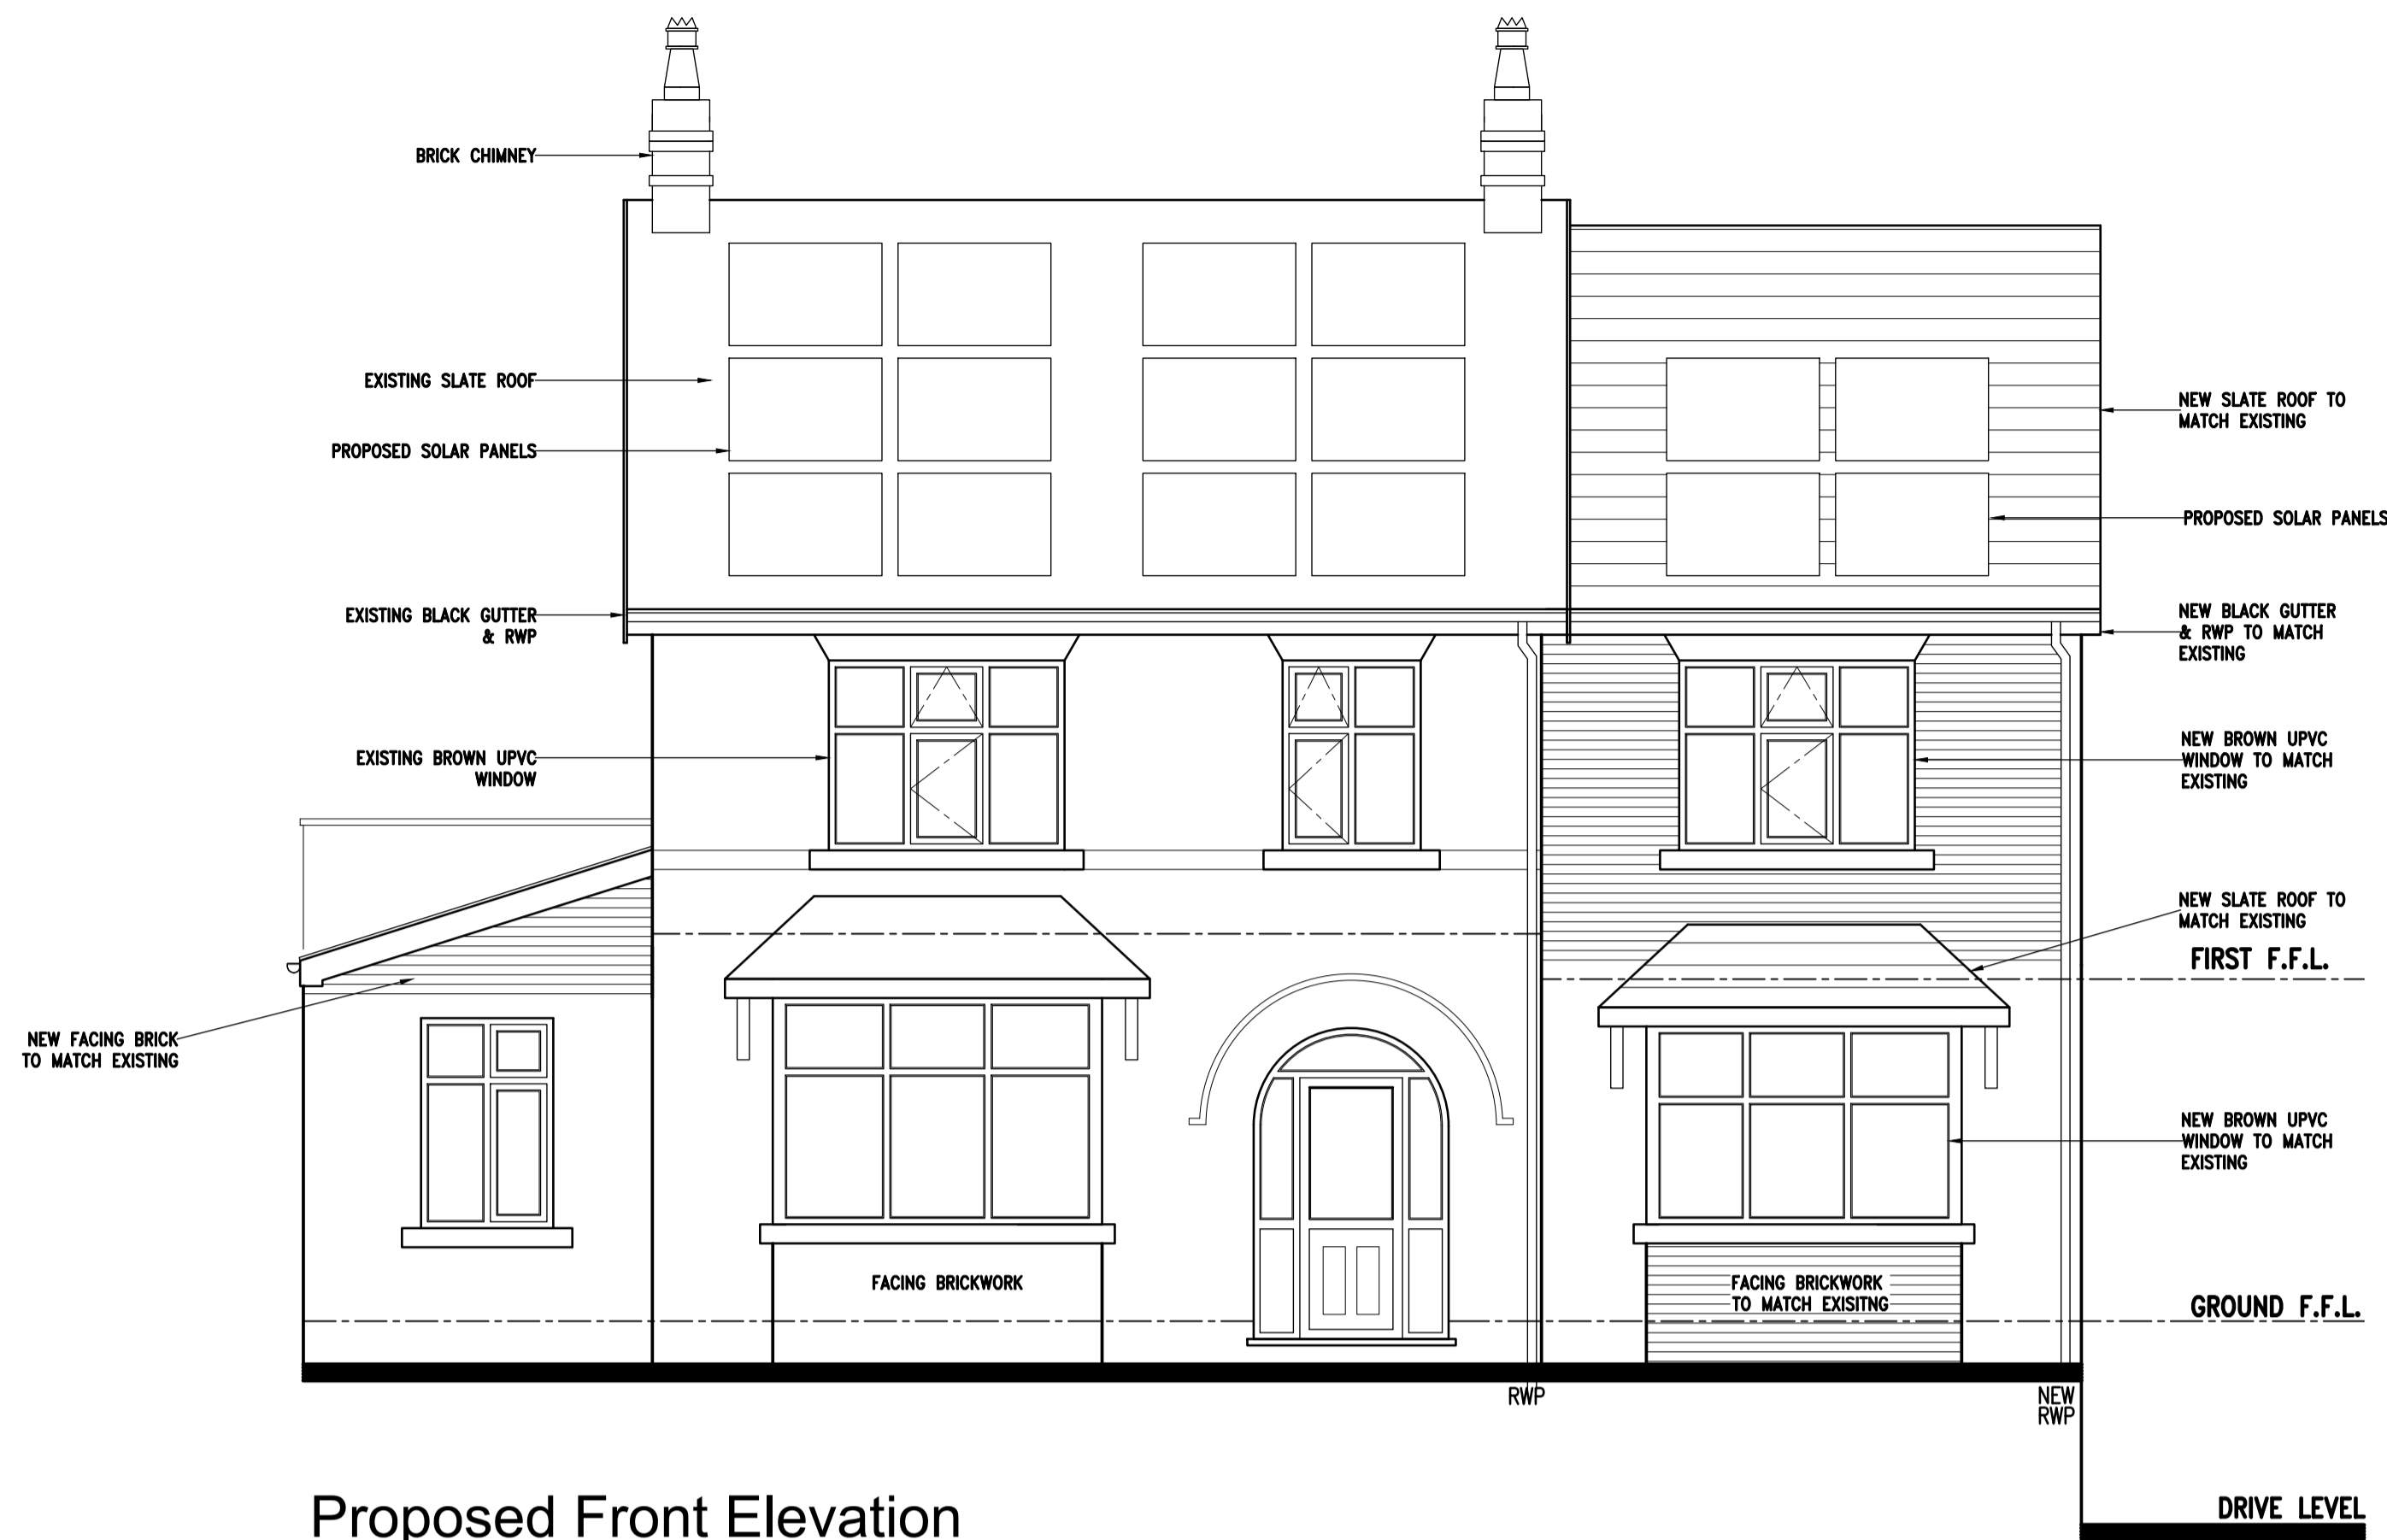 BRICK CHIMNEY
EXISTING SLATE ROOF
PROPOSED SOLAR PANELS
EXISTING BLACK GUTTER
& RWP
EXISTING BROWN UPVC
WINDOW
NEW FACING BRICK
TO MATCH EXISTING
NEW SLATE ROOF TO
MATCH EXISTING
PROPOSED SOLAR PANELS
NEW BLACK GUTTER
& RWP TO MATCH
EXISTING
NEW BROWN UPVC
WINDOW TO MATCH
EXISTING
NEW SLATE ROOF TO
MATCH EXISTING
FIRST F.F.L.
NEW BROWN UPVC
WINDOW TO MATCH
EXISTING
FACING BRICKWORK
FACING BRICKWORK
TO MATCH EXISITNG
GROUND F.F.L.
RWP
NEW
RWP
Proposed Front Elevation
DRIVE LEVEL